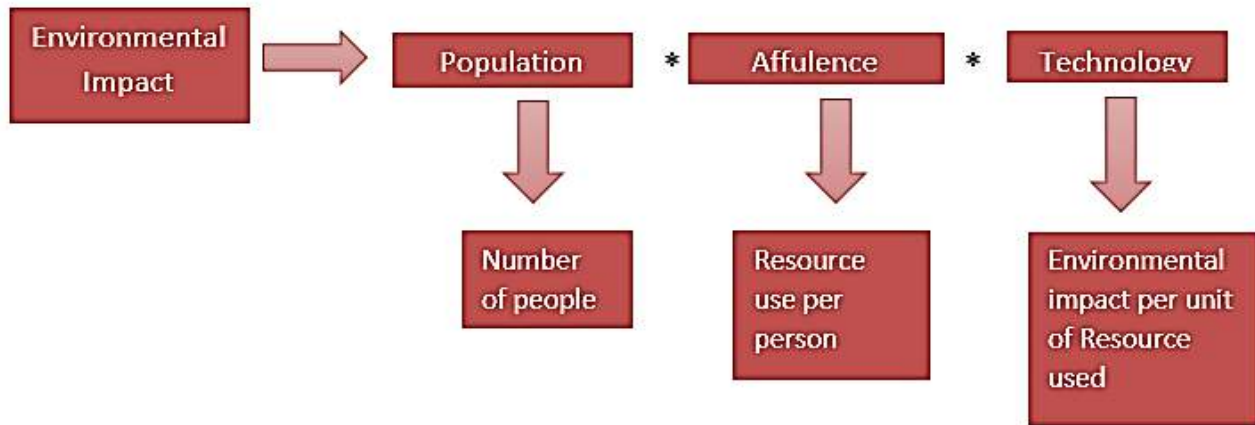 Environmental
Impact
Population * Affulence * Technology
Number
of people
Resource
use per
person
Environmental
impact per unit
of Resource
used